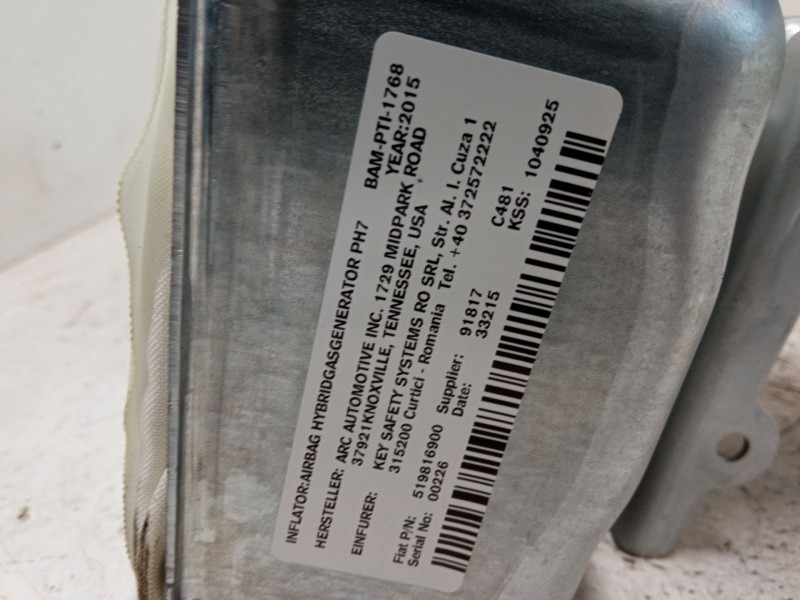 INFLATOR:AIRBAG HYBRIDGASGENERATOR PH7 BAM-PTI-1768
YEAR:2015
HERSTELLER: ARC AUTOMOTIVE INC. 1729 MIDPARK ROAD
37921KNOXVILLE, TENNESSEE, USA
EINFURER: KEY SAFETY SYSTEMS RO SRL, Str. Al. I. Cuza 1
315200 Curtici - Romania Tel. +40 372572222
Fiat P/N: 519816900 Supplier: 91817 C481
Serial No: 00226 Date: 33215 KSS: 1040925